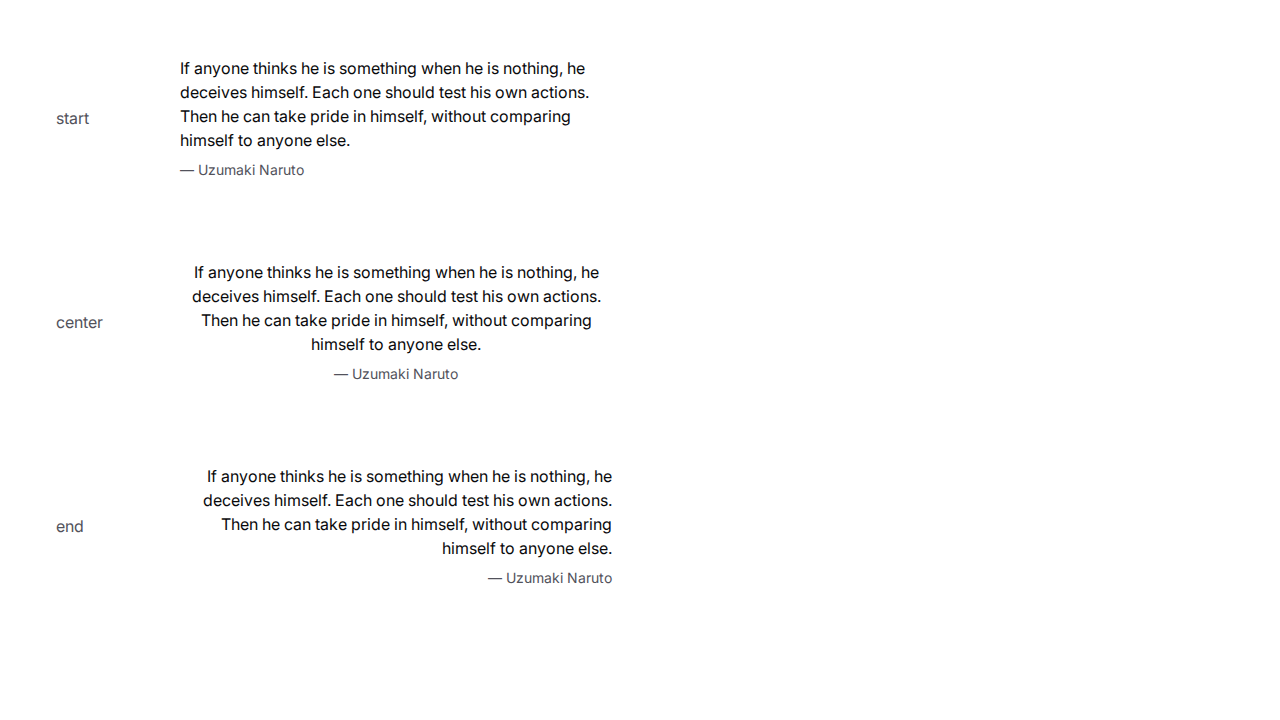 If anyone thinks he is something when he is nothing, he
deceives himself. Each one should test his own actions.
start
Then he can take pride in himself, without comparing
himself to anyone else.
— Uzumaki Naruto
If anyone thinks he is something when he is nothing, he
deceives himself. Each one should test his own actions.
center
Then he can take pride in himself, without comparing
himself to anyone else.
— Uzumaki Naruto
If anyone thinks he is something when he is nothing, he
deceives himself. Each one should test his own actions.
end
Then he can take pride in himself, without comparing
himself to anyone else.
— Uzumaki Naruto